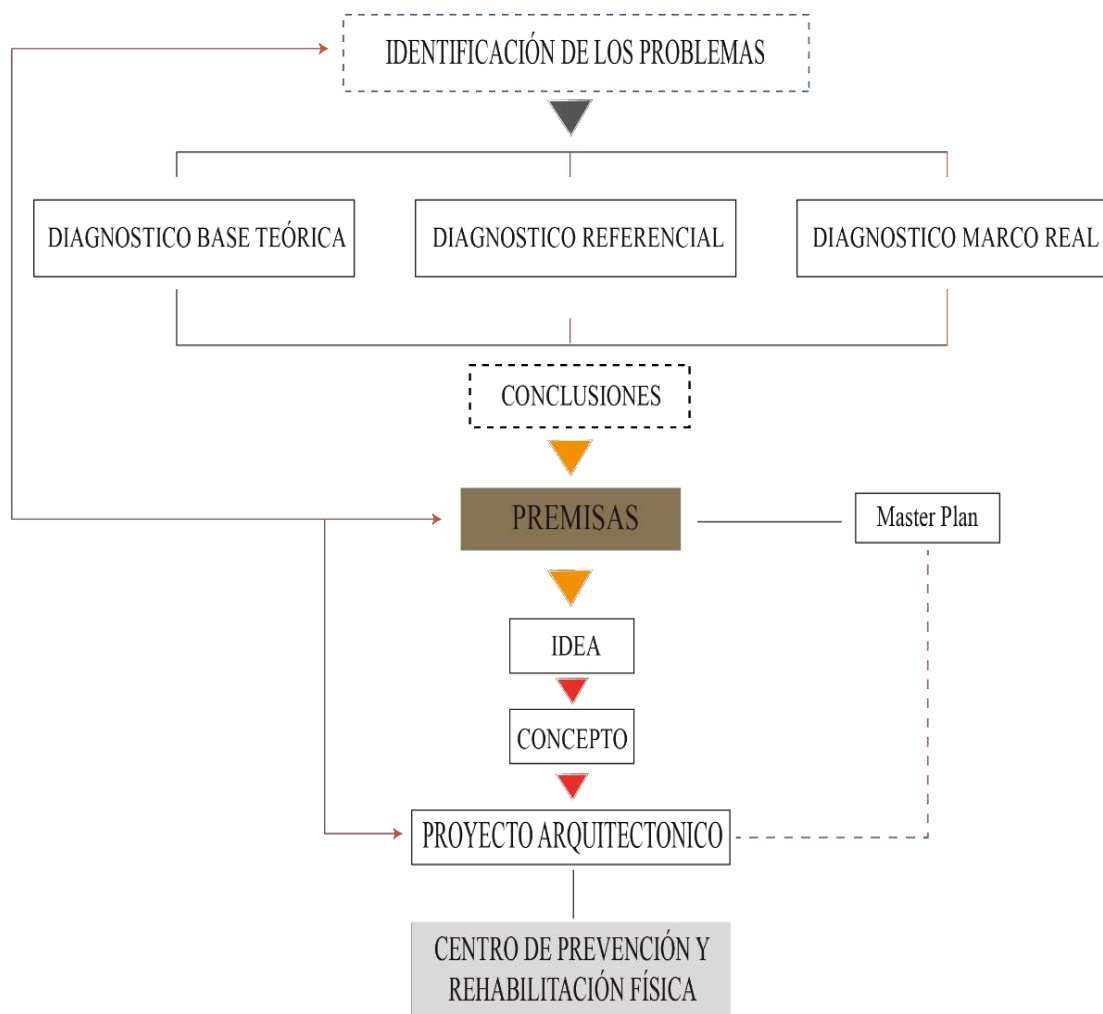 IDENTIFICACIÓN DE LOS PROBLEMAS
DIAGNOSTICO BASE TEÓRICA
DIAGNOSTICO REFERENCIAL
DIAGNOSTICO MARCO REAL
CONCLUSIONES
PREMISAS
Master Plan
IDEA
CONCEPTO
PROYECTO ARQUITECTONICO
CENTRO DE PREVENCIÓN Y
REHABILITACIÓN FÍSICA